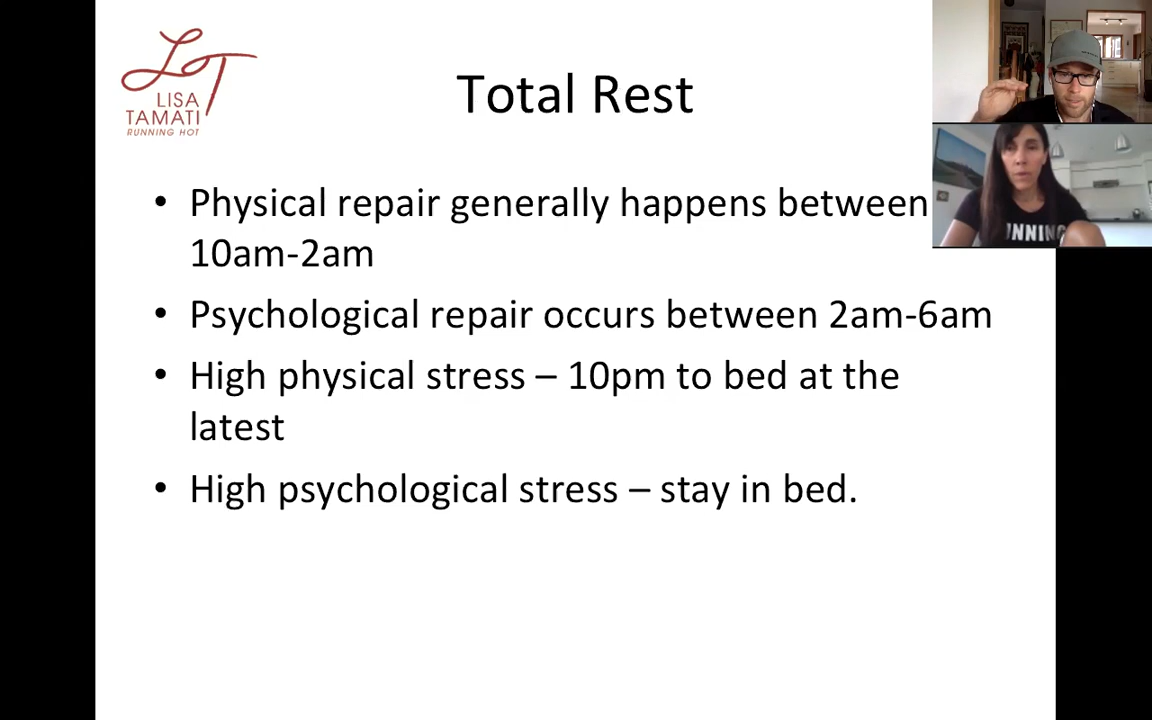 LT
LISA
TAMATI
RUNNING HOT
Total Rest
• Physical repair generally happens between
10am-2am
• Psychological repair occurs between 2am-6am
• High physical stress – 10pm to bed at the
latest
• High psychological stress – stay in bed.